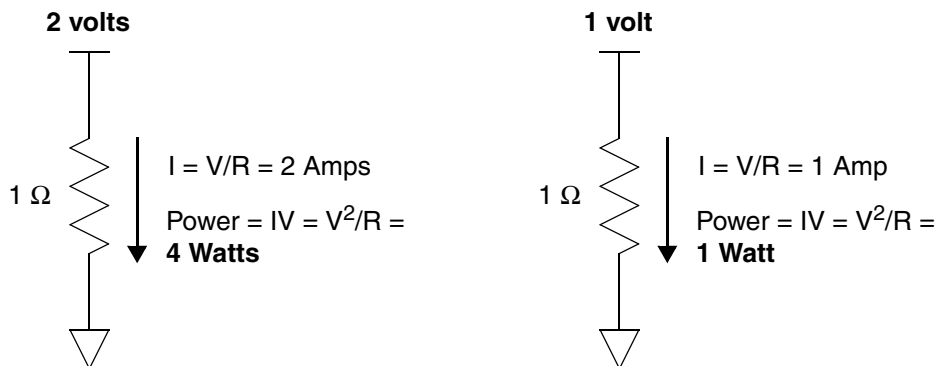 2 volts
1 Ω
I = V/R = 2 Amps
Power = IV = V²/R =
4 Watts
1 volt
1 Ω
I = V/R = 1 Amp
Power = IV = V²/R =
1 Watt